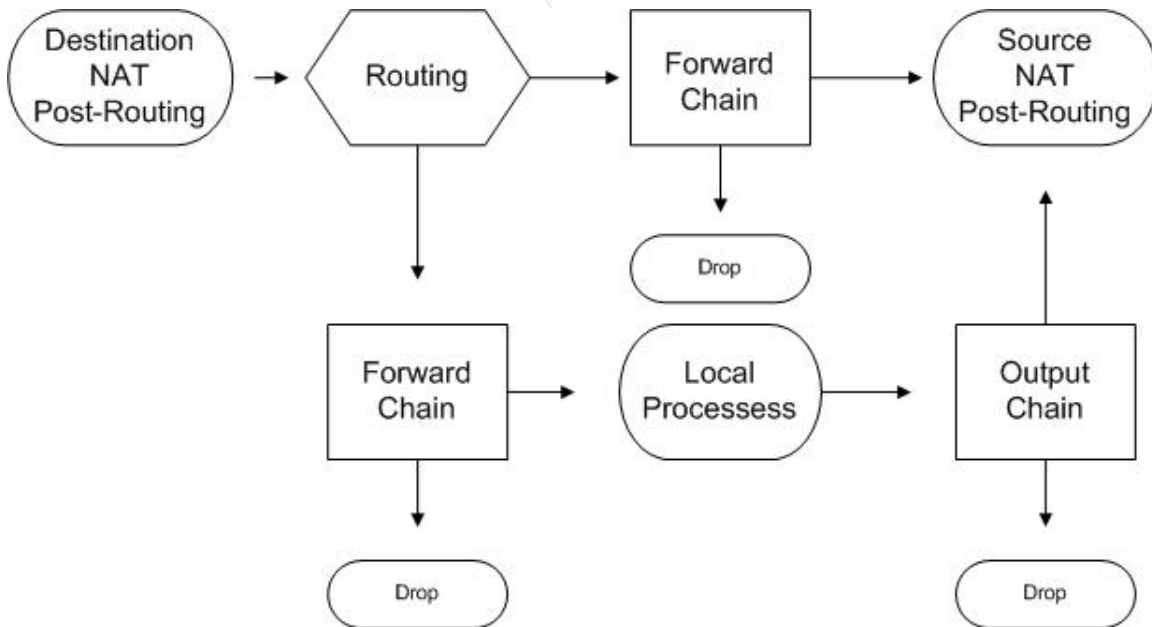 Destination
NAT
Post-Routing
Routing
Forward
Chain
Source
NAT
Post-Routing
Drop
Forward
Chain
Local
Processess
Output
Chain
Drop
Drop